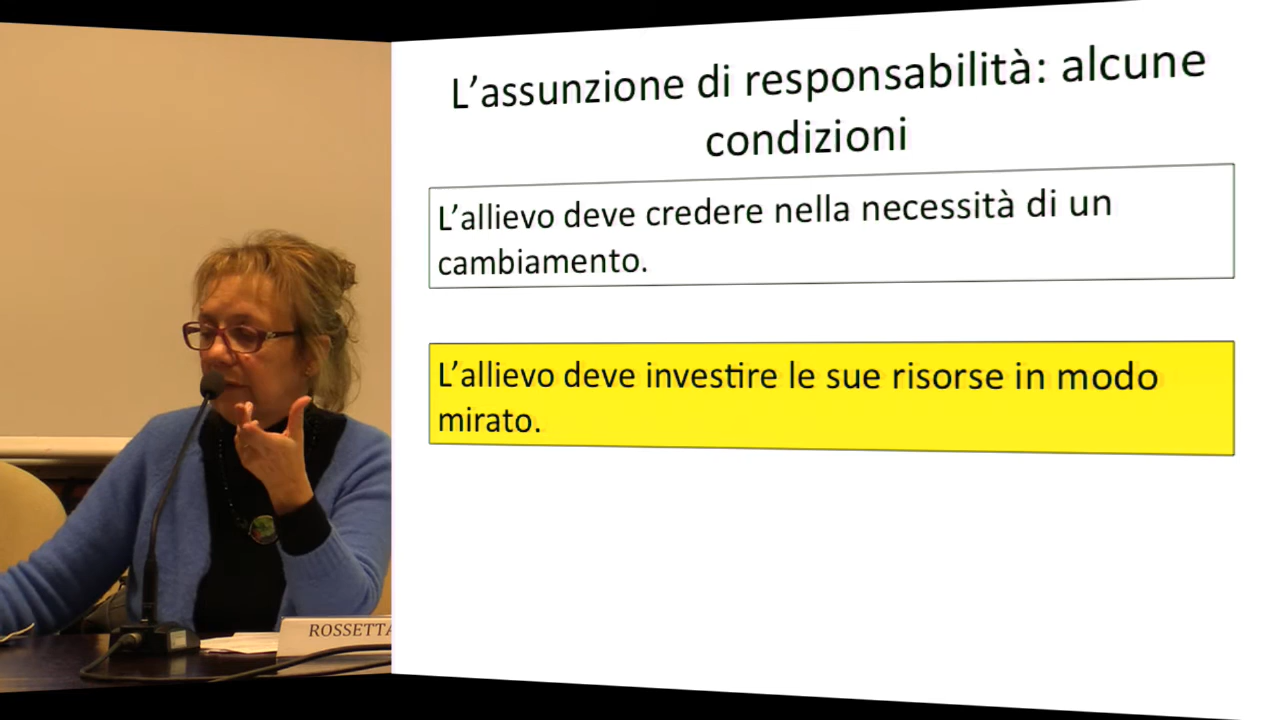 L'assunzione di responsabilità: alcune
condizioni
L'allievo deve credere nella necessità di un
cambiamento.
L'allievo deve investire le sue risorse in modo
mirato.
ROSSETTA